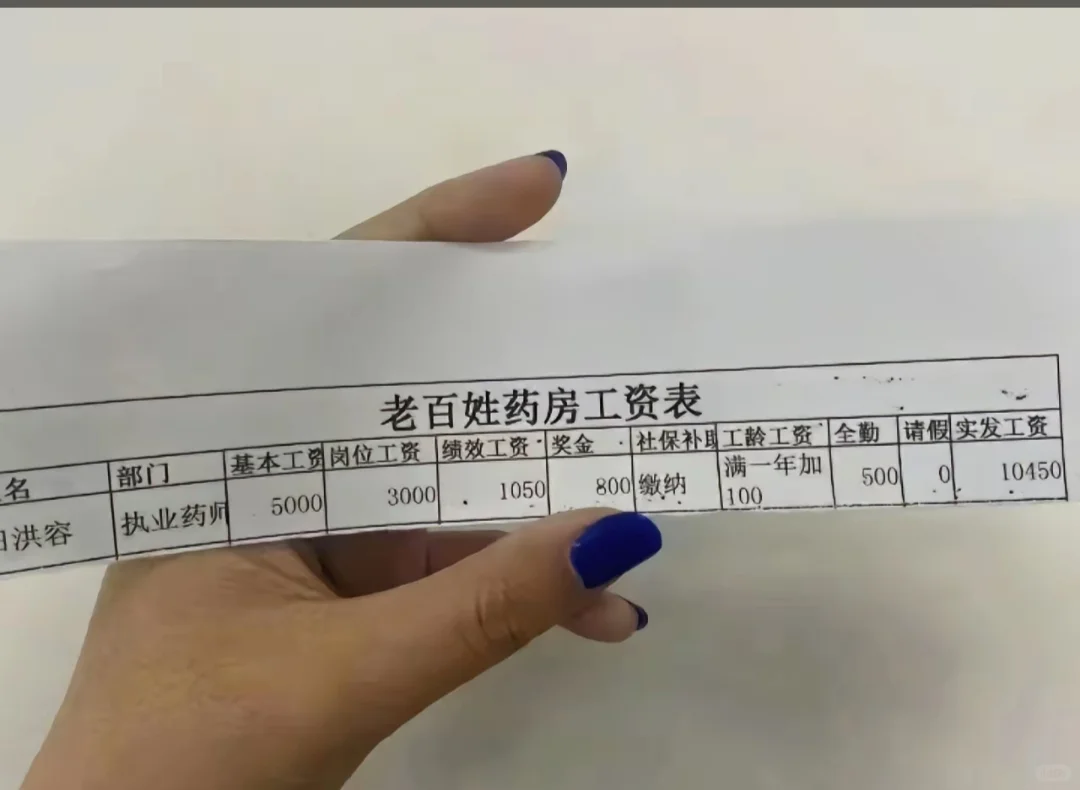 老百姓药房工资表
名 部门 基本工资 岗位工资 绩效工资 奖金 社保补助 工龄工资 全勤 请假 实发工资
洪容 执业药师 5000 3000 1050 800 缴纳 满一年加 500 0 10450
100